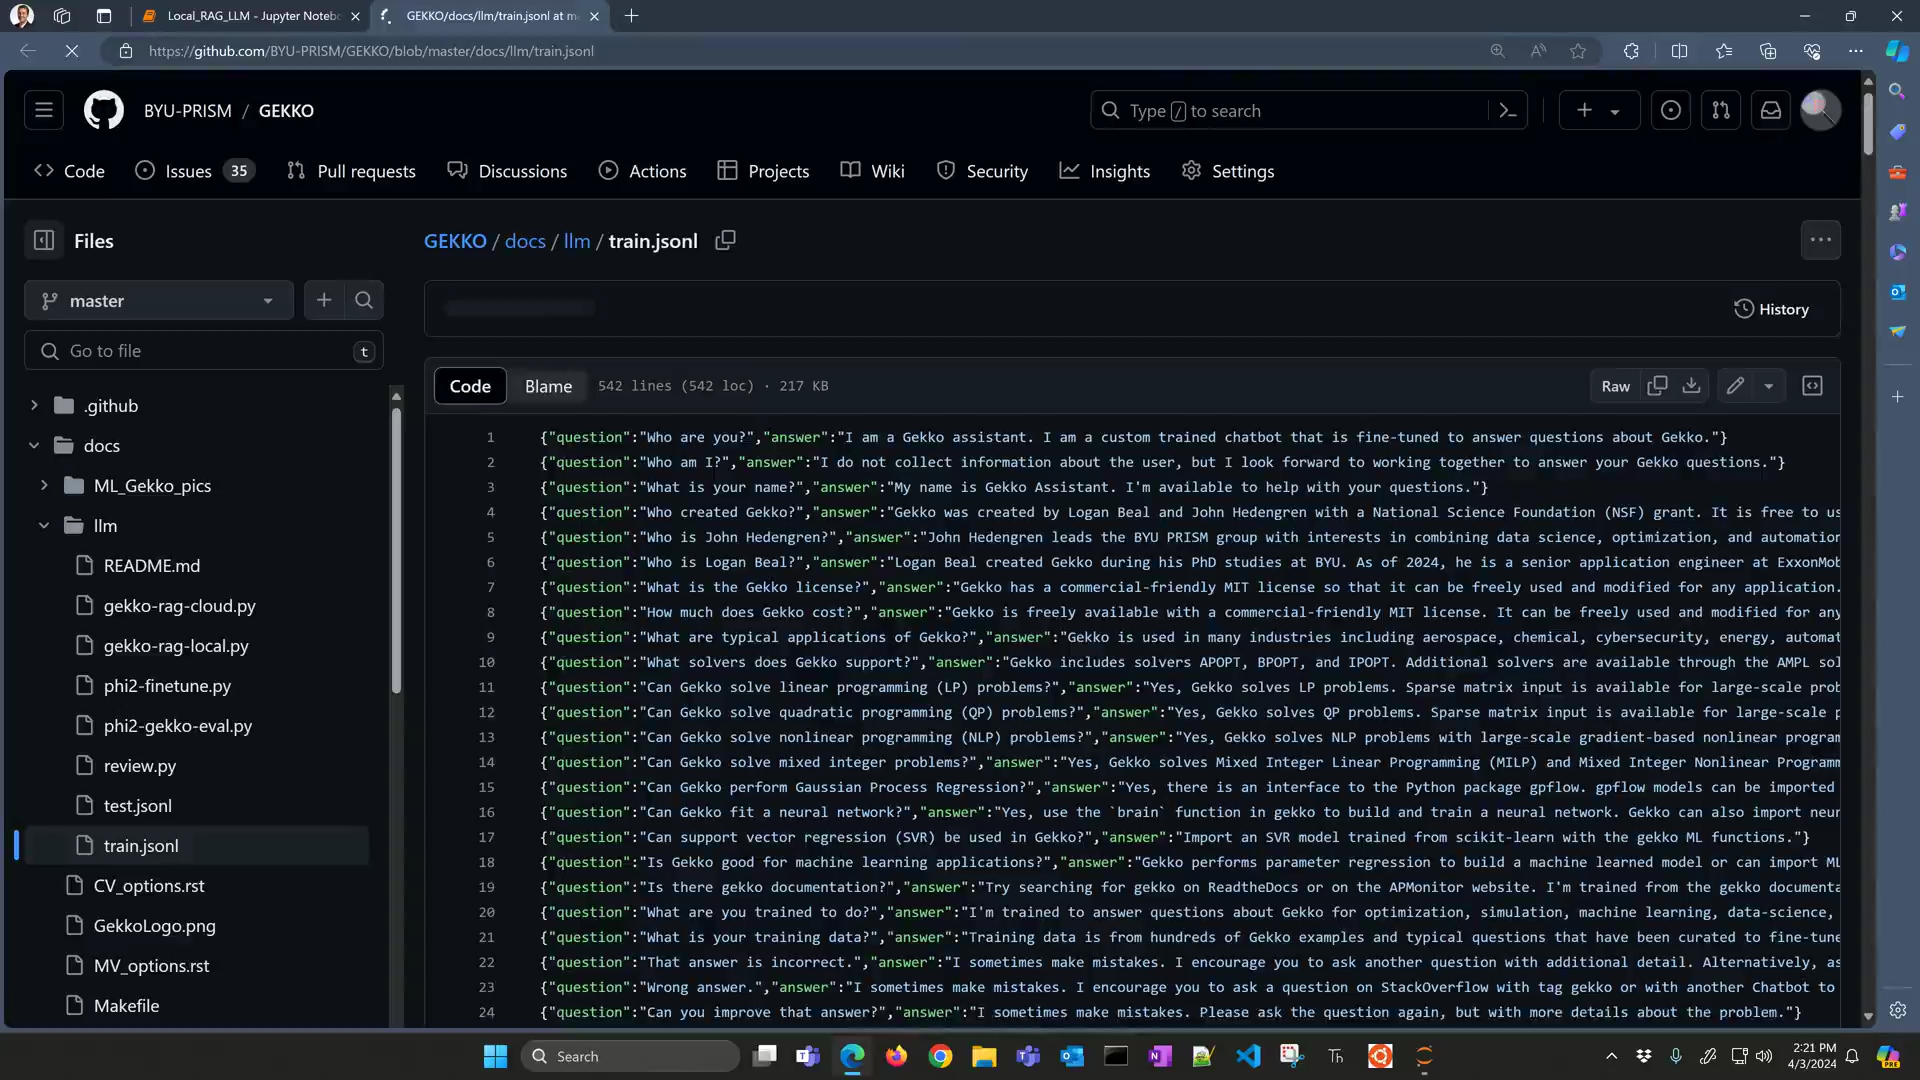 Local_RAG_LLM - Jupyter Noteb
GEKKO/docs/llm/train.jsonl at m
https://github.com/BYU-PRISM/GEKKO/blob/master/docs/llm/train.jsonl
BYU-PRISM / GEKKO
Type / to search
Code
Issues 35
Pull requests
Discussions
Actions
Projects
Wiki
Security
Insights
Settings
Files
GEKKO / docs / llm / train.jsonl
master
History
Go to file t
Code Blame 542 lines (542 loc) · 217 KB
Raw
.github
docs
ML_Gekko_pics
llm
README.md
gekko-rag-cloud.py
gekko-rag-local.py
phi2-finetune.py
phi2-gekko-eval.py
review.py
test.jsonl
train.jsonl
CV_options.rst
GekkoLogo.png
MV_options.rst
Makefile
1 {"question":"Who are you?","answer":"I am a Gekko assistant. I am a custom trained chatbot that is fine-tuned to answer questions about Gekko."}
2 {"question":"Who am I?","answer":"I do not collect information about the user, but I look forward to working together to answer your Gekko questions."}
3 {"question":"What is your name?","answer":"My name is Gekko Assistant. I'm available to help with your questions."}
4 {"question":"Who created Gekko?","answer":"Gekko was created by Logan Beal and John Hedengren with a National Science Foundation (NSF) grant. It is free to us
5 {"question":"Who is John Hedengren?","answer":"John Hedengren leads the BYU PRISM group with interests in combining data science, optimization, and automation
6 {"question":"Who is Logan Beal?","answer":"Logan Beal created Gekko during his PhD studies at BYU. As of 2024, he is a senior application engineer at ExxonMob
7 {"question":"What is the Gekko license?","answer":"Gekko has a commercial-friendly MIT license so that it can be freely used and modified for any application.
8 {"question":"How much does Gekko cost?","answer":"Gekko is freely available with a commercial-friendly MIT license. It can be freely used and modified for any
9 {"question":"What are typical applications of Gekko?","answer":"Gekko is used in many industries including aerospace, chemical, cybersecurity, energy, automat
10 {"question":"What solvers does Gekko support?","answer":"Gekko includes solvers APOPT, BPOPT, and IPOPT. Additional solvers are available through the AMPL sol
11 {"question":"Can Gekko solve linear programming (LP) problems?","answer":"Yes, Gekko solves LP problems. Sparse matrix input is available for large-scale prob
12 {"question":"Can Gekko solve quadratic programming (QP) problems?","answer":"Yes, Gekko solves QP problems. Sparse matrix input is available for large-scale p
13 {"question":"Can Gekko solve nonlinear programming (NLP) problems?","answer":"Yes, Gekko solves NLP problems with large-scale gradient-based nonlinear program
14 {"question":"Can Gekko solve mixed integer problems?","answer":"Yes, Gekko solves Mixed Integer Linear Programming (MILP) and Mixed Integer Nonlinear Programm
15 {"question":"Can Gekko perform Gaussian Process Regression?","answer":"Yes, there is an interface to the Python package gpflow. gpflow models can be imported
16 {"question":"Can Gekko fit a neural network?","answer":"Yes, use the `brain` function in gekko to build and train a neural network. Gekko can also import neur
17 {"question":"Can support vector regression (SVR) be used in Gekko?","answer":"Import an SVR model trained from scikit-learn with the gekko ML functions."}
18 {"question":"Is Gekko good for machine learning applications?","answer":"Gekko performs parameter regression to build a machine learned model or can import ML
19 {"question":"Is there gekko documentation?","answer":"Try searching for gekko on ReadtheDocs or on the APMonitor website. I'm trained from the gekko documenta
20 {"question":"What are you trained to do?","answer":"I'm trained to answer questions about Gekko for optimization, simulation, machine learning, data-science,
21 {"question":"What is your training data?","answer":"Training data is from hundreds of Gekko examples and typical questions that have been curated to fine-tune
22 {"question":"That answer is incorrect.","answer":"I sometimes make mistakes. I encourage you to ask another question with additional detail. Alternatively, as
23 {"question":"Wrong answer.","answer":"I sometimes make mistakes. I encourage you to ask a question on StackOverflow with tag gekko or with another Chatbot to
24 {"question":"Can you improve that answer?","answer":"I sometimes make mistakes. Please ask the question again, but with more details about the problem."}
Search
Th
2:21 PM
4/3/2024
PRE